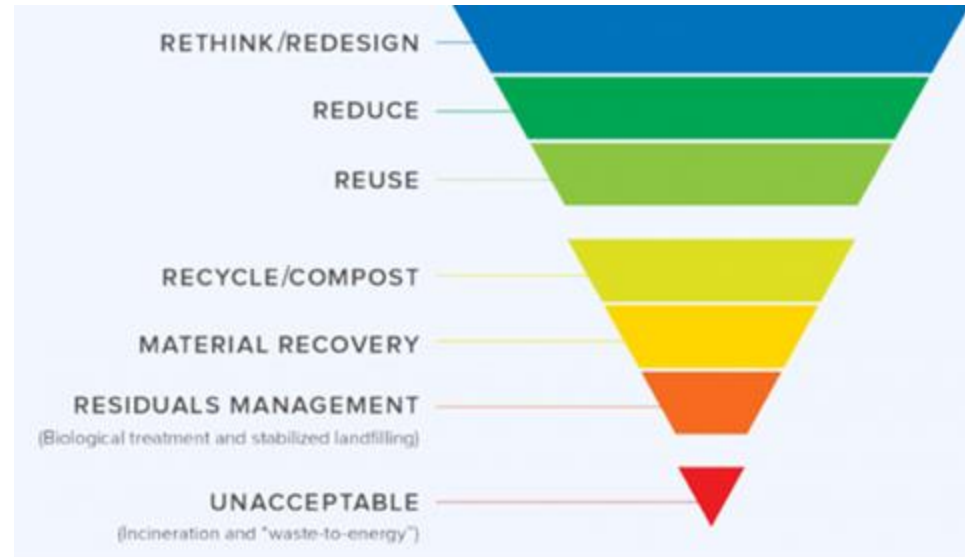 RETHINK/REDESIGN
REDUCE
REUSE
RECYCLE/COMPOST
MATERIAL RECOVERY
RESIDUALS MANAGEMENT
(Biological treatment and stabilized landfilling)
UNACCEPTABLE
(Incineration and "waste-to-energy")